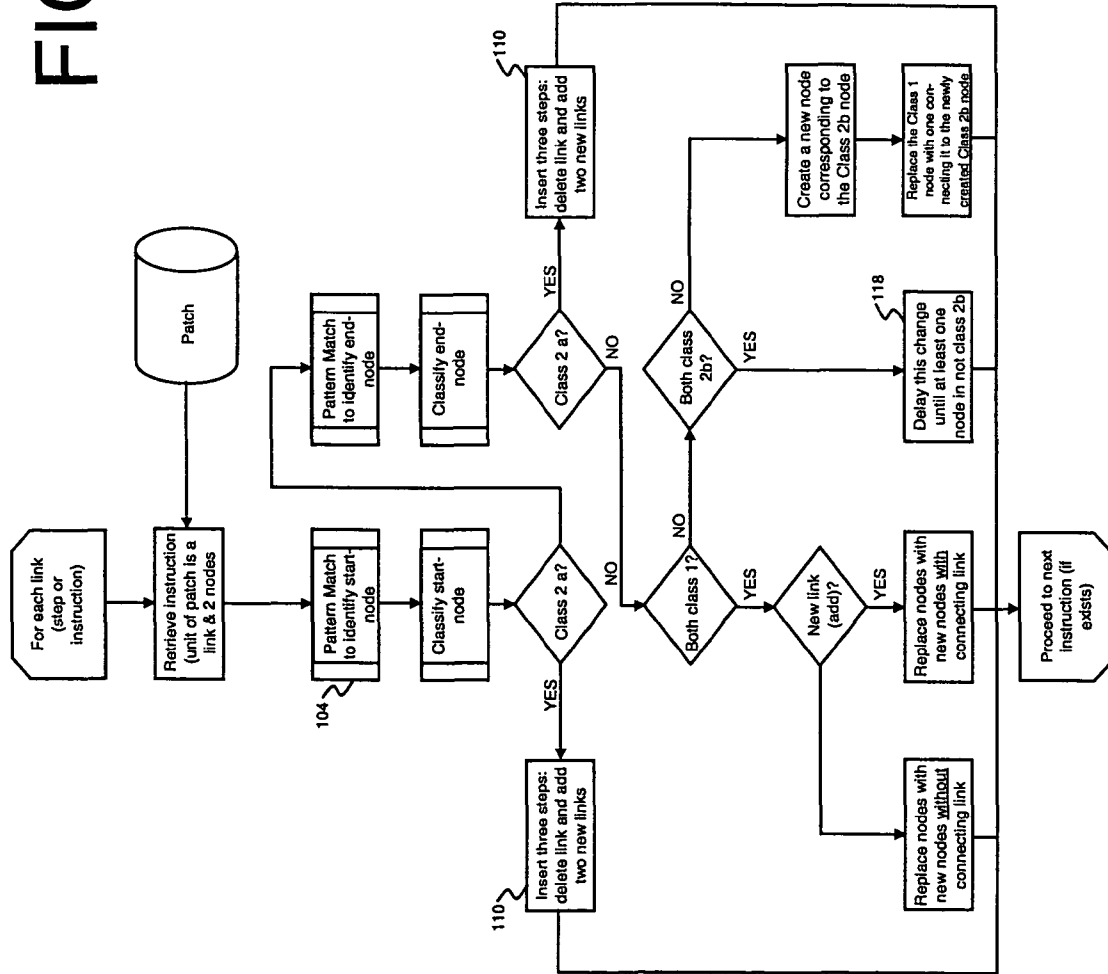 FIG
For each link
(step or
instruction)
Patch
Retrieve instruction
(unit of patch is a
link & 2 nodes
104
Pattern Match
to identify start-
node
Classify start-
node
Class 2 a?
YES
NO
110
Insert three steps:
delete link and add
two new links
Pattern Match
to identify end-
node
Classify end-
node
Class 2 a?
YES
NO
110
Insert three steps:
delete link and add
two new links
Both class 1?
NO
YES
Both class
2b?
NO
YES
New link
(add)?
YES
Create a new node
corresponding to
the Class 2b node
Replace the Class 1
node with one con-
necting it to the newly
created Class 2b node
118
Delay this change
until at least one
node in not class 2b
Replace nodes with
new nodes with
connecting link
Replace nodes with
new nodes without
connecting link
Proceed to next
instruction (if
exists)